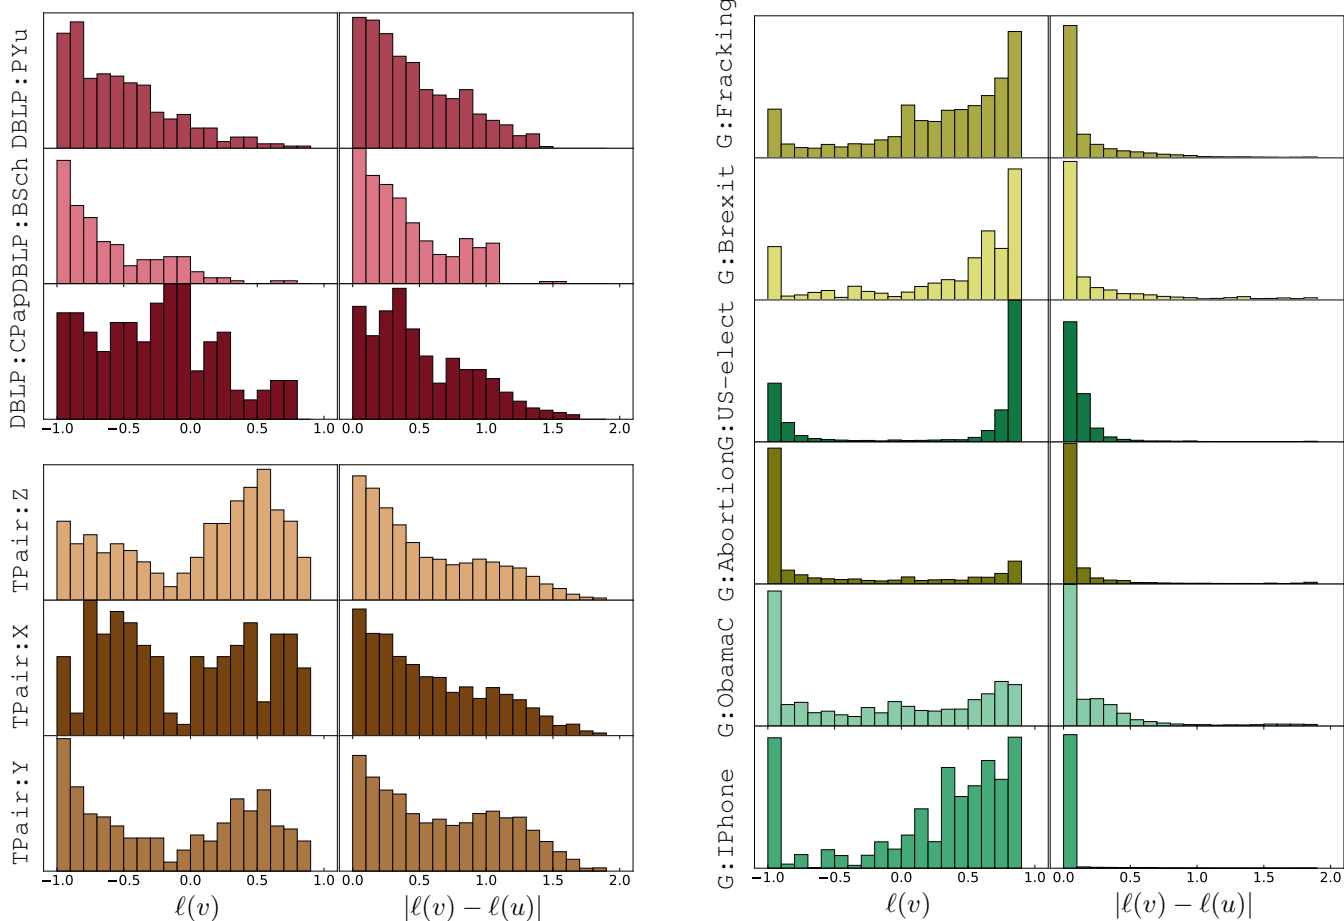 DBLP:PYu
DBLP:BSch
DBLP:CPap
−1.0 −0.5 0.0 0.5 1.0
0.0 0.5 1.0 1.5 2.0
TPair:Z
TPair:X
TPair:Y
−1.0 −0.5 0.0 0.5 1.0
0.0 0.5 1.0 1.5 2.0
ℓ(v)
|ℓ(v) − ℓ(u)|
G:Fracking
G:Brexit
G:US-elect
G:Abortion
G:ObamaC
G:IPhone
−1.0 −0.5 0.0 0.5 1.0
0.0 0.5 1.0 1.5 2.0
ℓ(v)
|ℓ(v) − ℓ(u)|